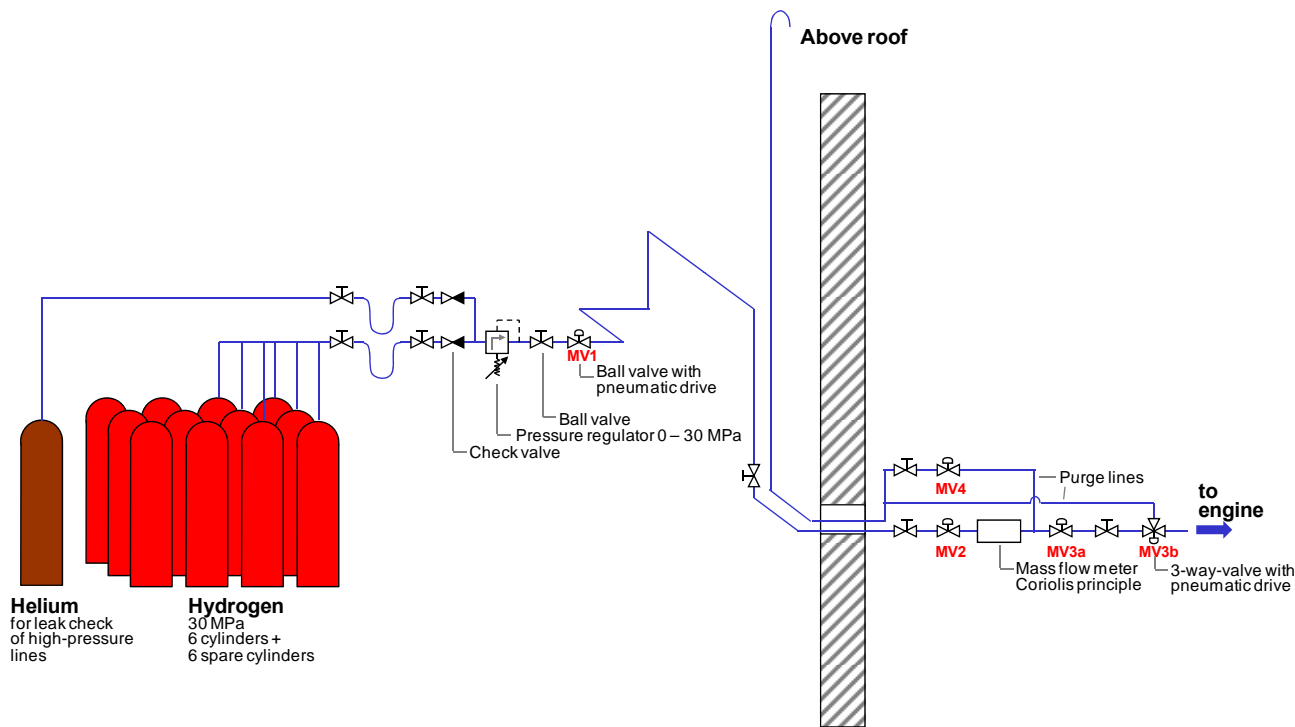 Above roof
MV1
Ball valve with
pneumatic drive
Ball valve
Pressure regulator 0 – 30 MPa
Check valve
Purge lines
MV4
to
engine
MV2
MV3a
MV3b
Mass flow meter
Coriolis principle
3-way-valve with
pneumatic drive
Helium
for leak check
of high-pressure
lines
Hydrogen
30 MPa
6 cylinders +
6 spare cylinders